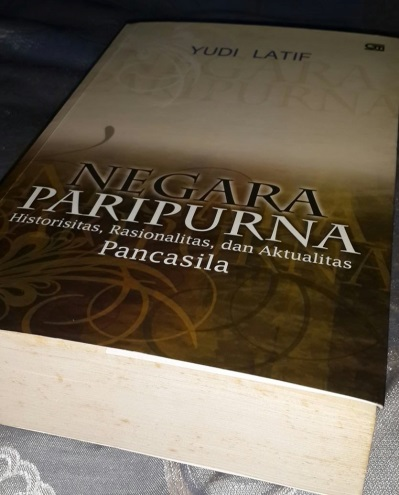 YUDI LATIF
NEGARA
PARIPURNA
Historisitas, Rasionalitas, dan Aktualitas
Pancasila